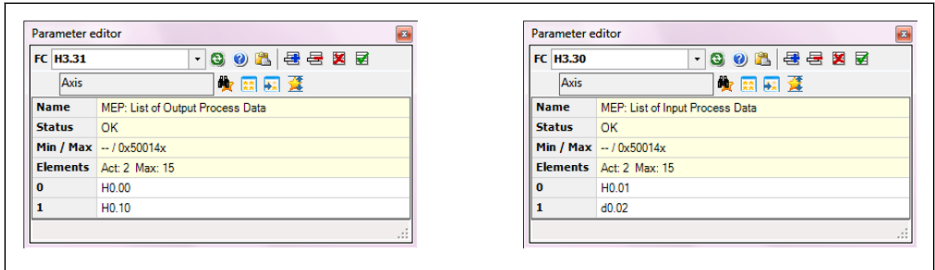 Parameter editor
FC H3.31
Axis
Name MEP: List of Output Process Data
Status OK
Min / Max -- / 0x50014x
Elements Act: 2 Max: 15
0 H0.00
1 H0.10
Parameter editor
FC H3.30
Axis
Name MEP: List of Input Process Data
Status OK
Min / Max -- / 0x50014x
Elements Act: 2 Max: 15
0 H0.01
1 d0.02